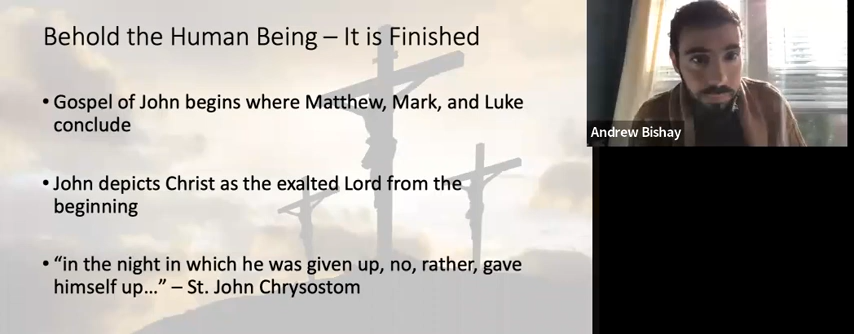 Behold the Human Being – It is Finished
• Gospel of John begins where Matthew, Mark, and Luke
conclude
• John depicts Christ as the exalted Lord from the
beginning
• “in the night in which he was given up, no, rather, gave
himself up…” – St. John Chrysostom
Andrew Bishay